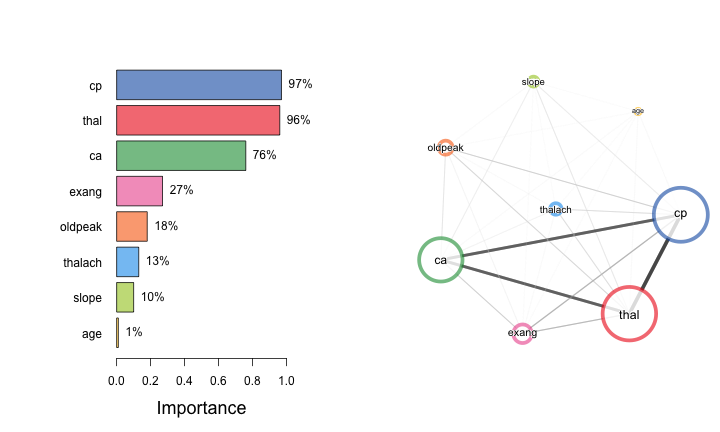 cp 97%
thal 96%
ca 76%
exang 27%
oldpeak 18%
thalach 13%
slope 10%
age 1%
0.0 0.2 0.4 0.6 0.8 1.0
Importance
slope
age
oldpeak
thalach
cp
ca
thal
exang